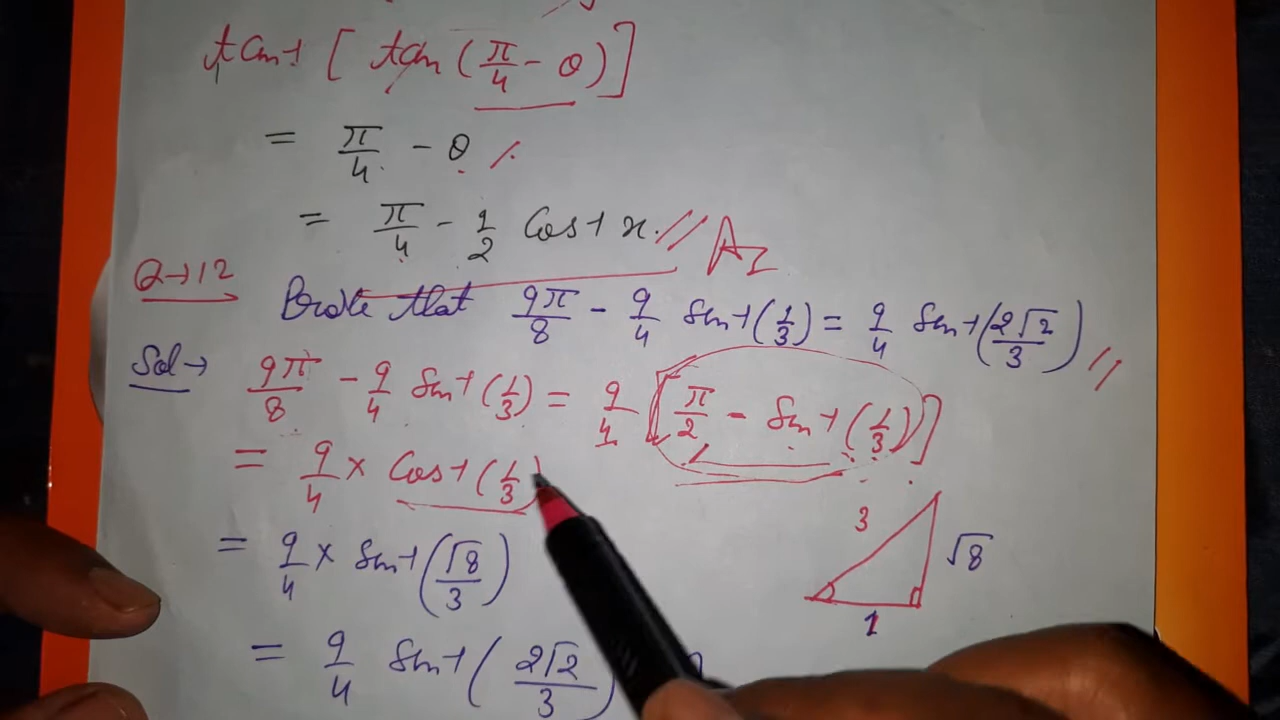 tan-1 [ tan (π/4 - θ)]
= π/4 - θ
= π/4 - 1/2 Cos-1 x. //
Q→12 Prove that 9π/8 - 9/4 Sin-1(1/3) = 9/4 Sin-1(2√2/3) //
Sol→ 9π/8 - 9/4 Sin-1(1/3) = 9/4 [π/2 - Sin-1(1/3)]
= 9/4 × Cos-1(1/3)
3
= 9/4 × Sin-1(√8/3)
√8
1
= 9/4 Sin-1(2√2/3)